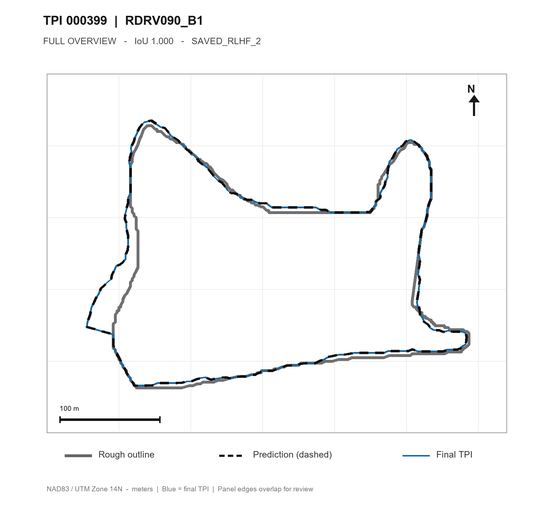 TPI 000399 | RDRV090_B1
FULL OVERVIEW - IoU 1.000 - SAVED_RLHF_2
N
100 m
Rough outline
Prediction (dashed)
Final TPI
NAD83 / UTM Zone 14N - meters | Blue = final TPI | Panel edges overlap for review